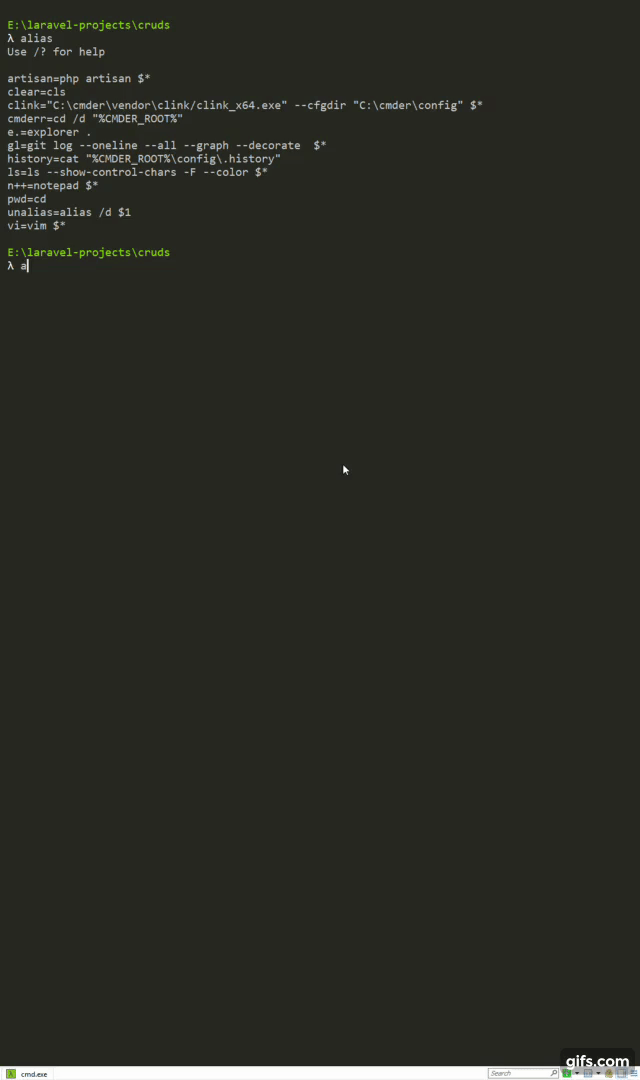 E:\laravel-projects\cruds
λ alias
Use /? for help
artisan=php artisan $*
clear=cls
clink="C:\cmder\vendor\clink/clink_x64.exe" --cfgdir "C:\cmder\config" $*
cmderr=cd /d "%CMDER_ROOT%"
e.=explorer .
gl=git log --oneline --all --graph --decorate  $*
history=cat "%CMDER_ROOT%\config\.history"
ls=ls --show-control-chars -F --color $*
n++=notepad $*
pwd=cd
unalias=alias /d $1
vi=vim $*
E:\laravel-projects\cruds
λ a
gifs.com
cmd.exe
Search